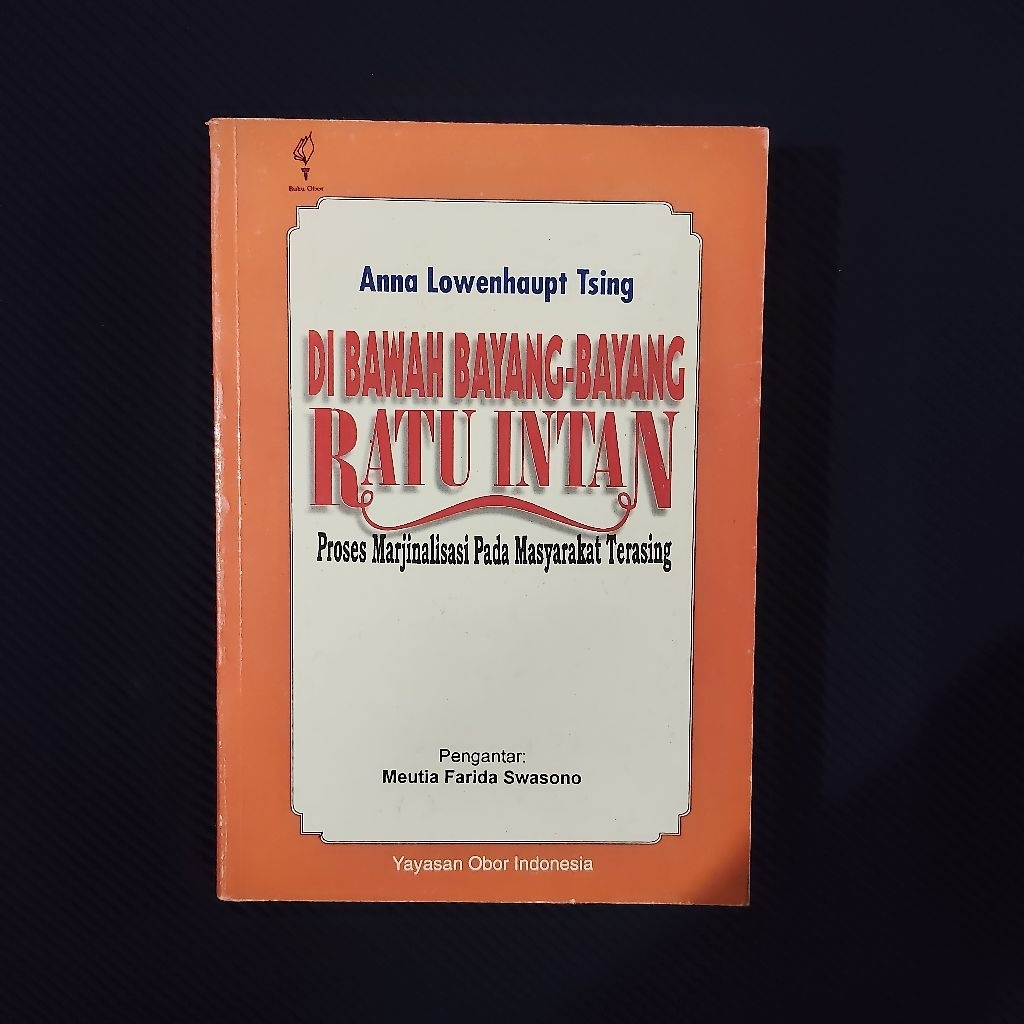 Buku Obor
Anna Lowenhaupt Tsing
DI BAWAH BAYANG-BAYANG
RATU INTAN
Proses Marjinalisasi Pada Masyarakat Terasing
Pengantar:
Meutia Farida Swasono
Yayasan Obor Indonesia